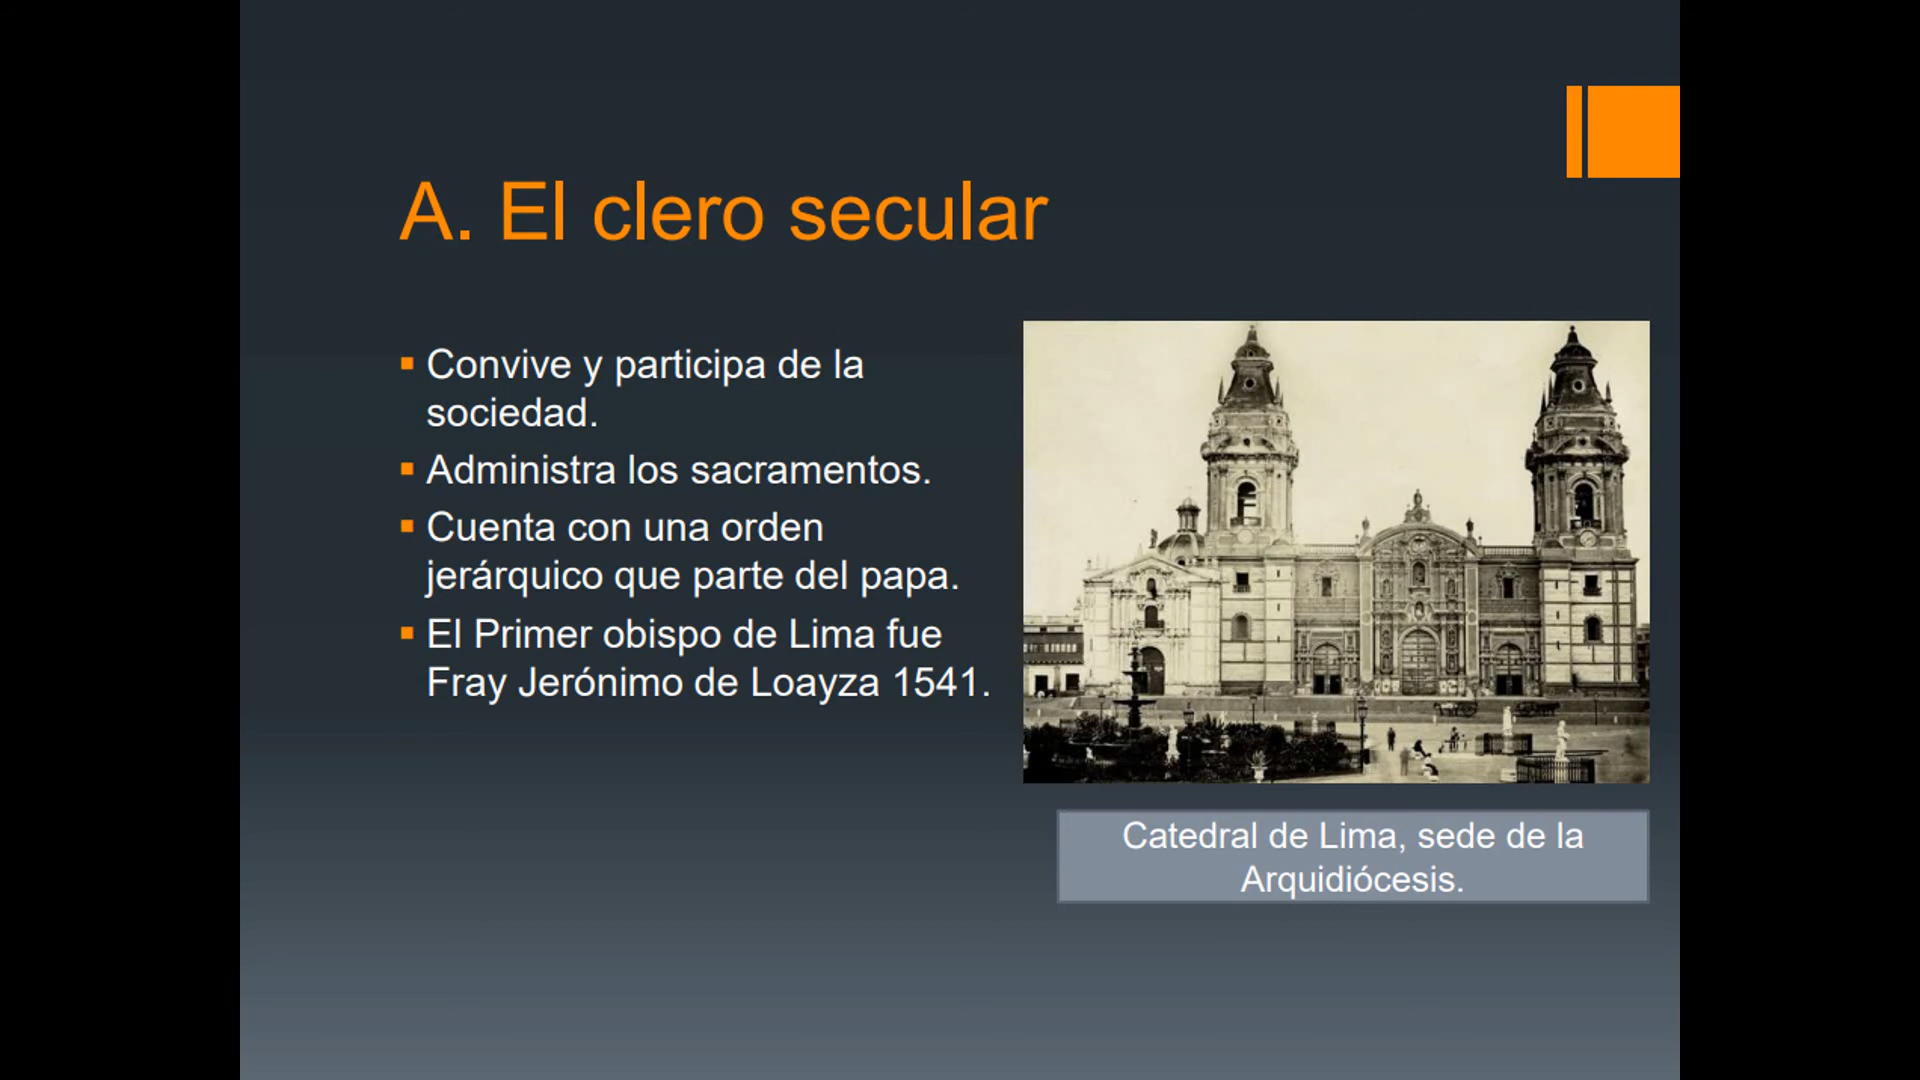 A. El clero secular
Convive y participa de la
sociedad.
Administra los sacramentos.
Cuenta con una orden
jerárquico que parte del papa.
El Primer obispo de Lima fue
Fray Jerónimo de Loayza 1541.
Catedral de Lima, sede de la
Arquidiócesis.